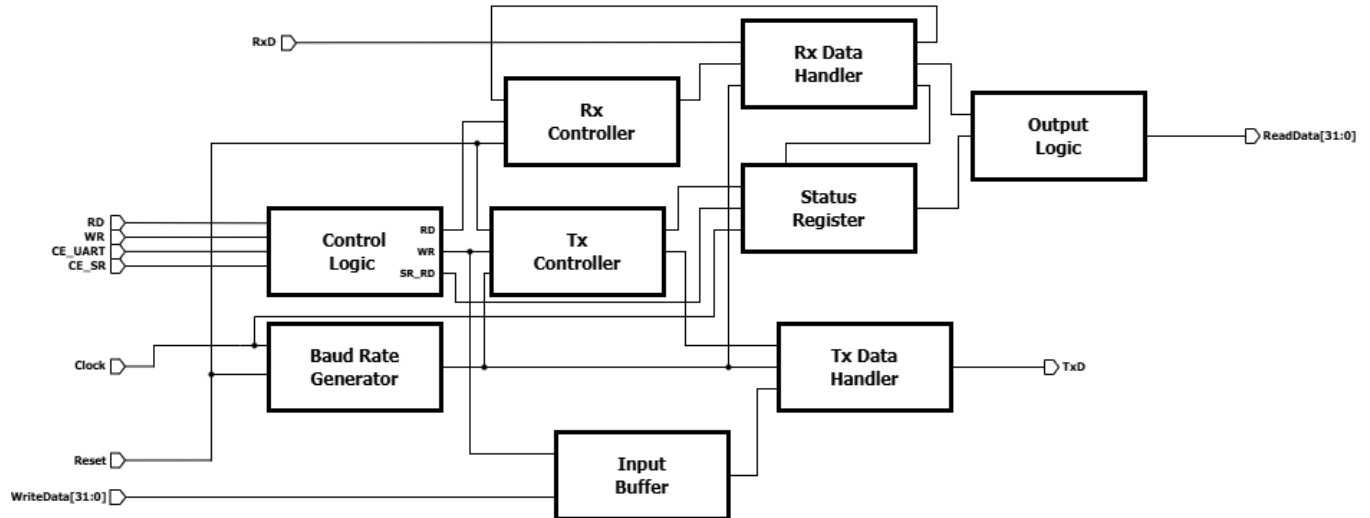 RxD
Rx Data
Handler
Rx
Controller
Output
Logic
ReadData[31:0]
Status
Register
RD
WR
CE_UART
CE_SR
Control
Logic
RD
WR
SR_RD
Tx
Controller
Clock
Baud Rate
Generator
Tx Data
Handler
TxD
Reset
Input
Buffer
WriteData[31:0]